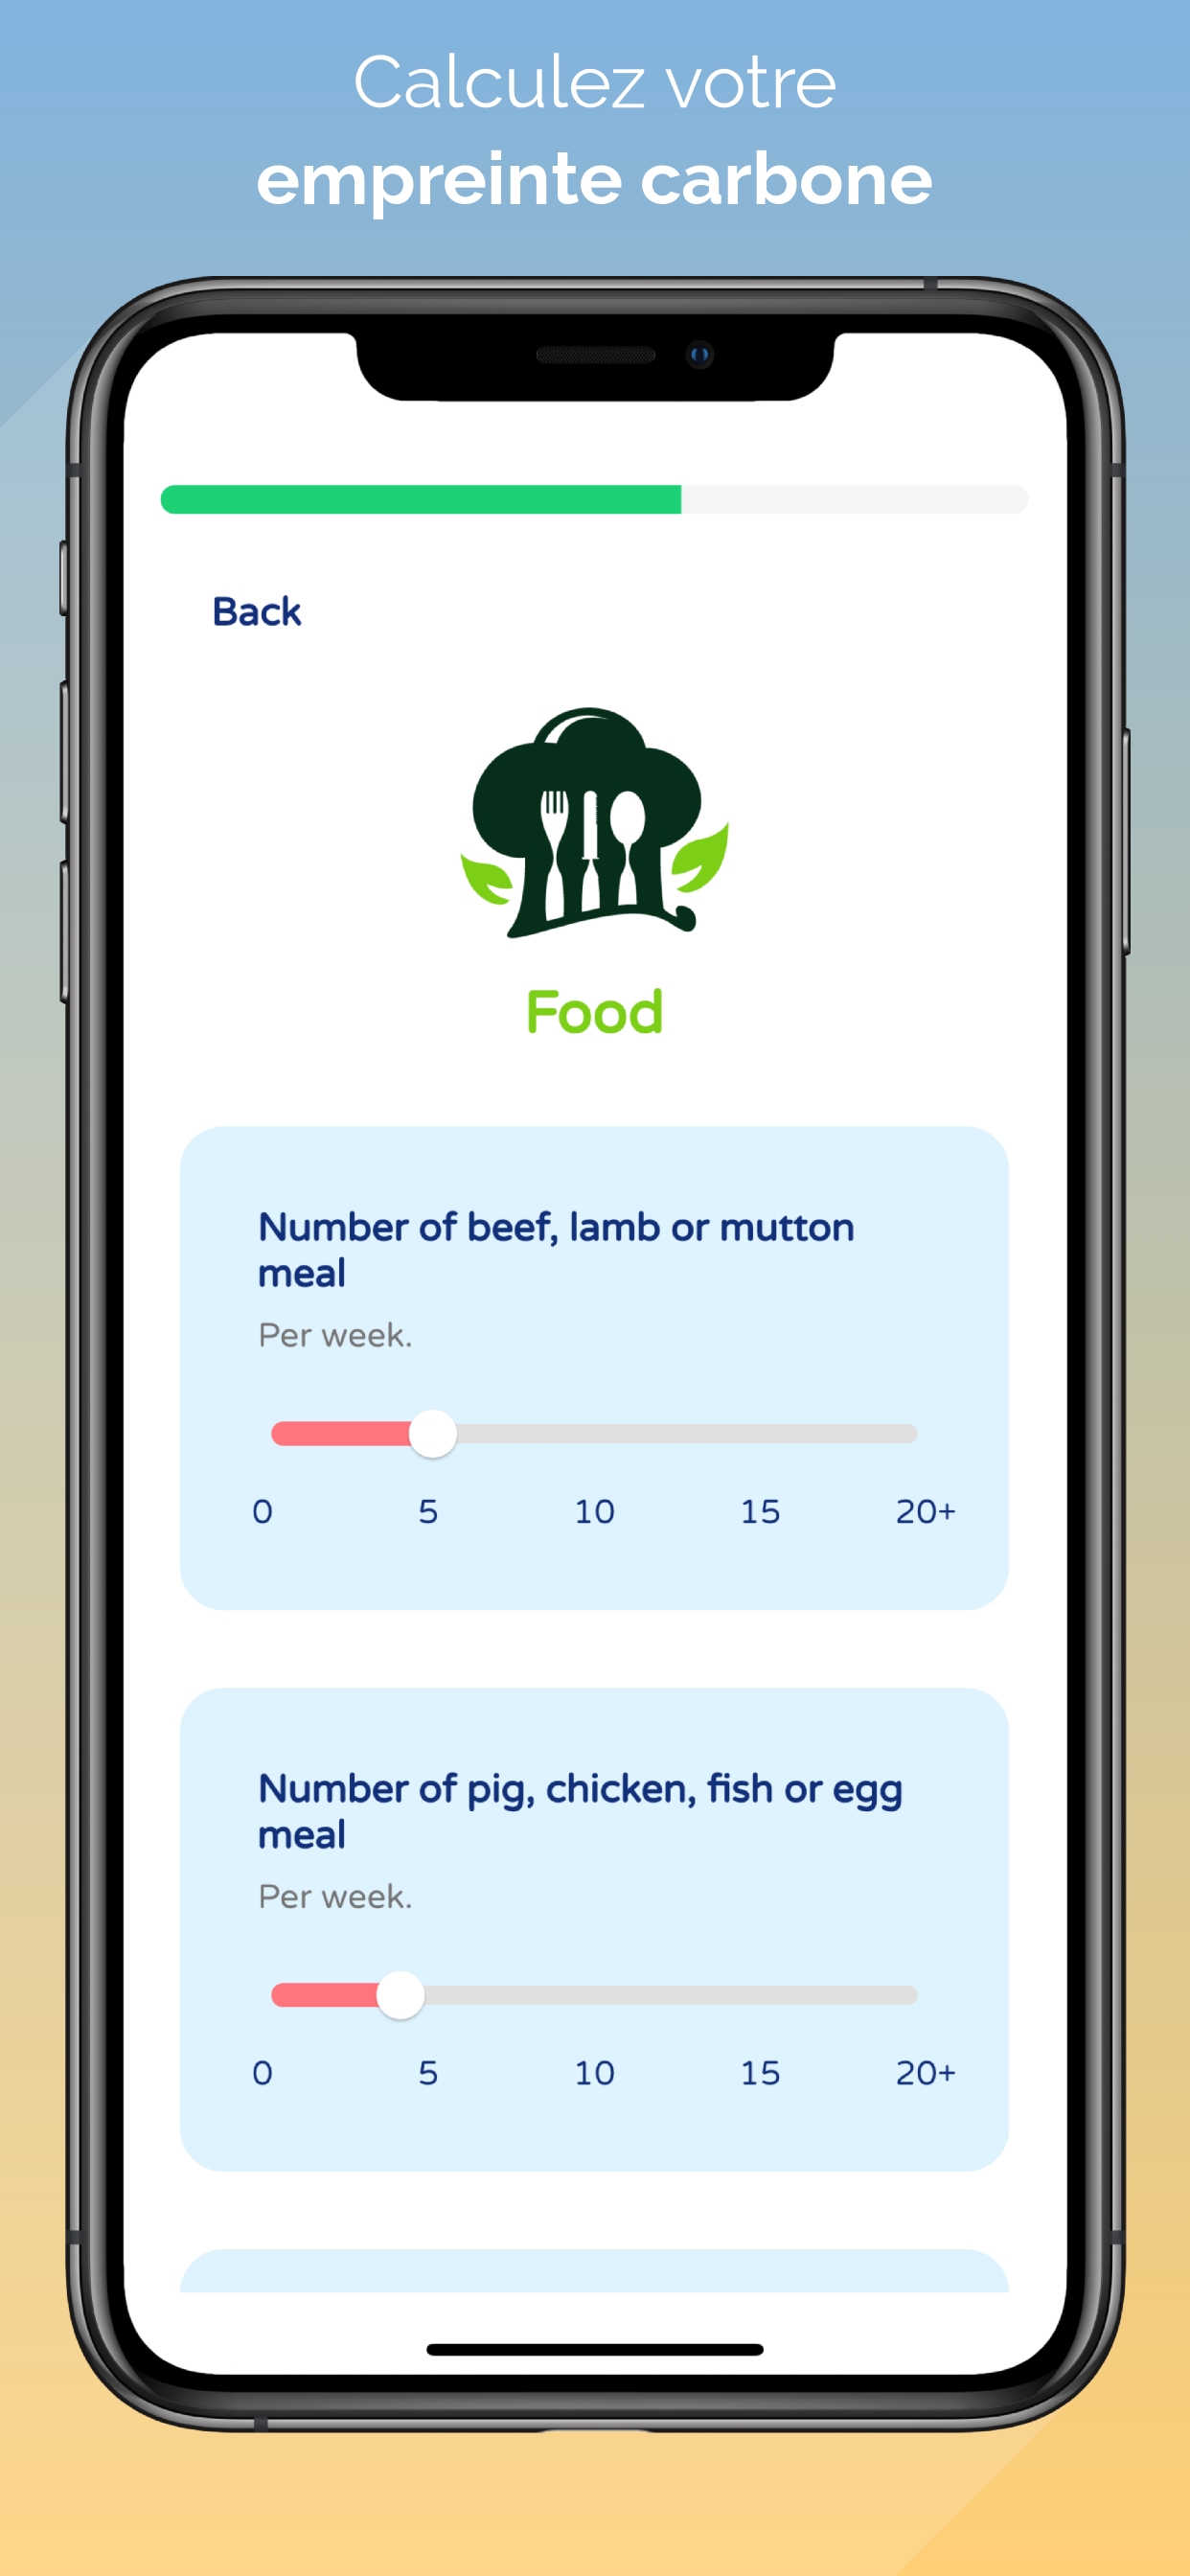 Calculez votre
empreinte carbone
Back
Food
Number of beef, lamb or mutton
meal
Per week.
0 5 10 15 20+
Number of pig, chicken, fish or egg
meal
Per week.
0 5 10 15 20+